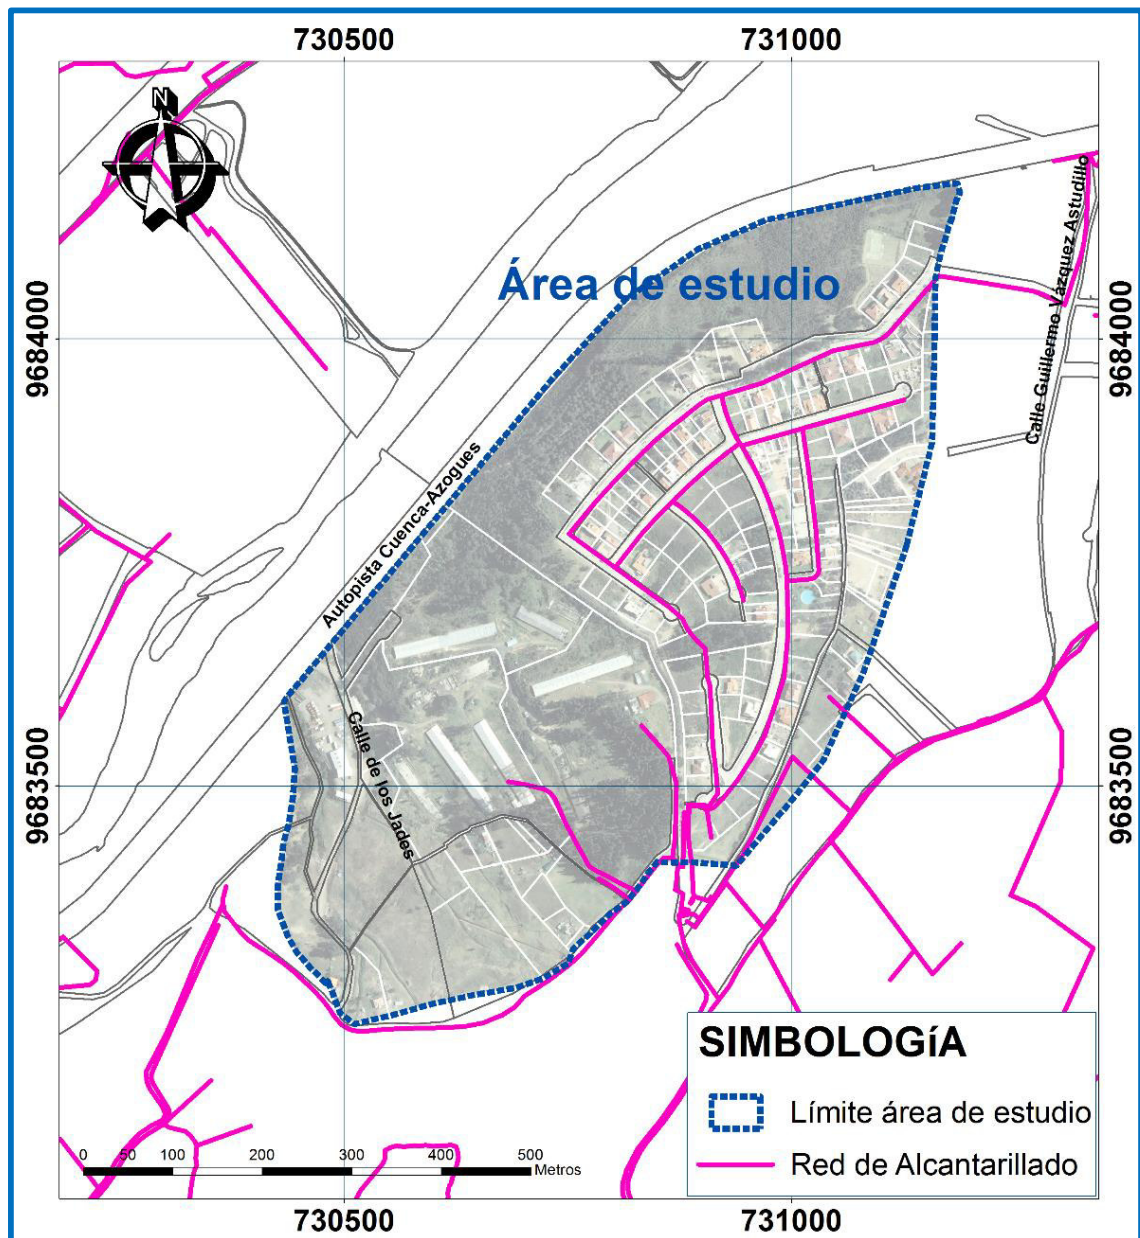 730500
731000
N
Área de estudio
9684000
9684000
Calle Guillermo Vázquez Astudillo
Autopista Cuenca-Azogues
Calle de los Jades
9683500
9683500
SIMBOLOGíA
Límite área de estudio
Red de Alcantarillado
0 50 100 200 300 400 500
Metros
730500
731000